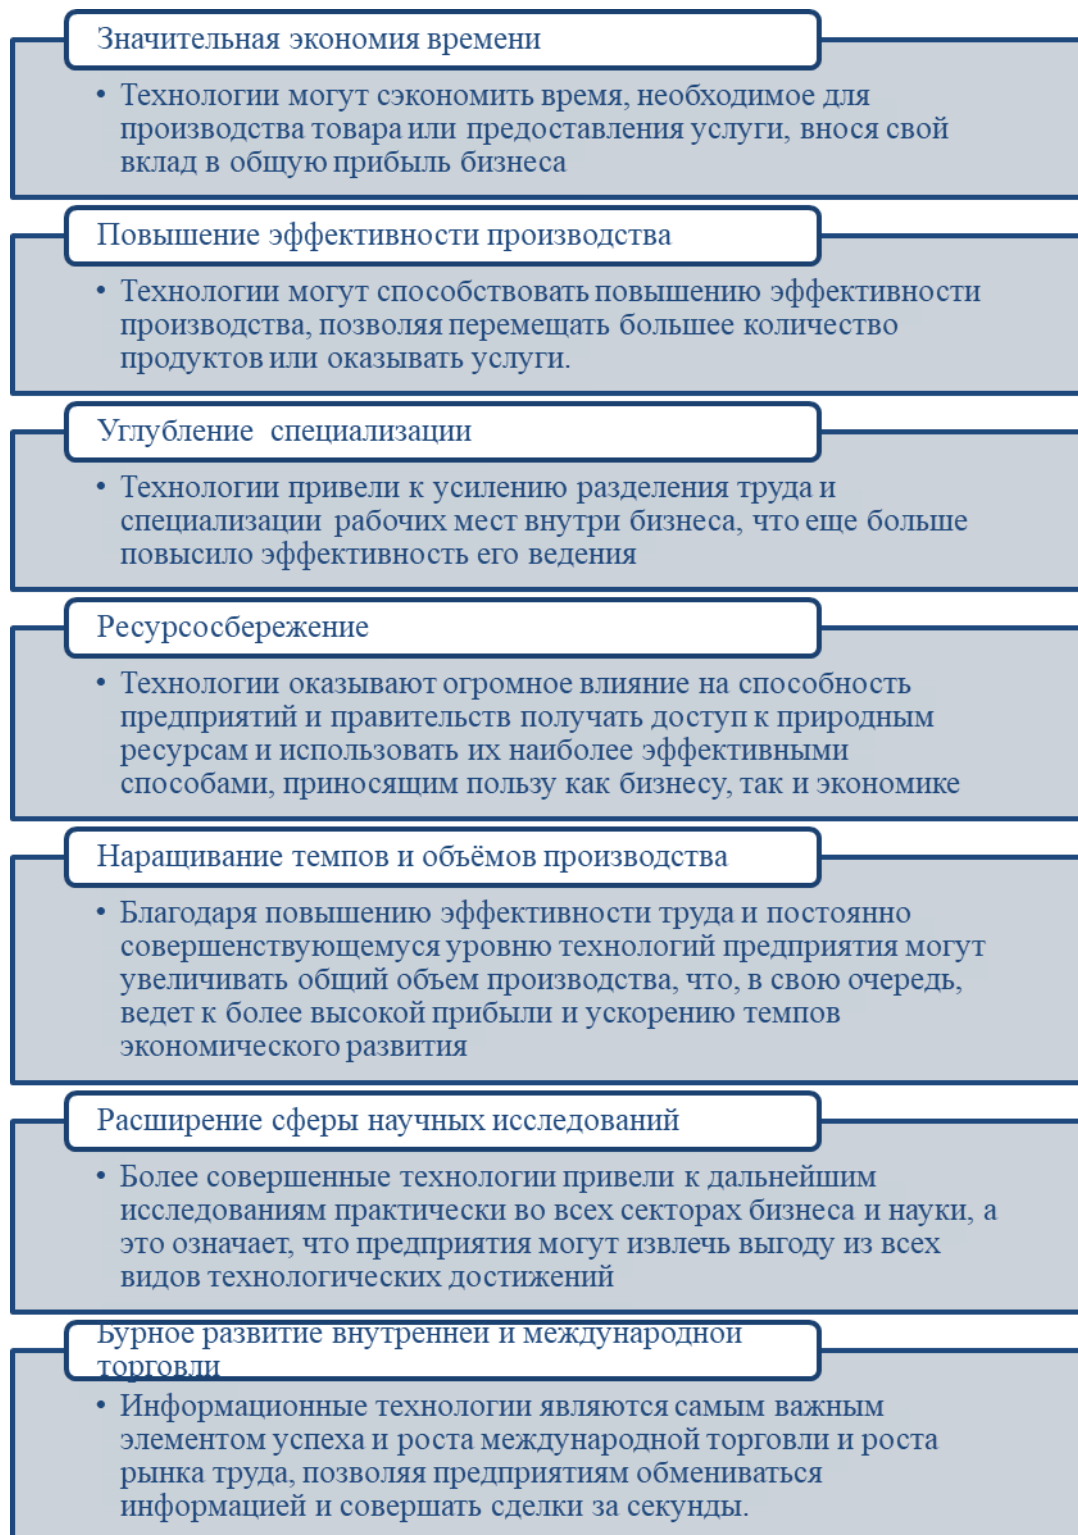 Значительная экономия времени
• Технологии могут сэкономить время, необходимое для
производства товара или предоставления услуги, внося свой
вклад в общую прибыль бизнеса
Повышение эффективности производства
• Технологии могут способствовать повышению эффективности
производства, позволяя перемещать большее количество
продуктов или оказывать услуги.
Углубление специализации
• Технологии привели к усилению разделения труда и
специализации рабочих мест внутри бизнеса, что еще больше
повысило эффективность его ведения
Ресурсосбережение
• Технологии оказывают огромное влияние на способность
предприятий и правительств получать доступ к природным
ресурсам и использовать их наиболее эффективными
способами, приносящим пользу как бизнесу, так и экономике
Наращивание темпов и объёмов производства
• Благодаря повышению эффективности труда и постоянно
совершенствующемуся уровню технологий предприятия могут
увеличивать общий объем производства, что, в свою очередь,
ведет к более высокой прибыли и ускорению темпов
экономического развития
Расширение сферы научных исследований
• Более совершенные технологии привели к дальнейшим
исследованиям практически во всех секторах бизнеса и науки, а
это означает, что предприятия могут извлечь выгоду из всех
видов технологических достижений
Бурное развитие внутренней и международной
торговли
• Информационные технологии являются самым важным
элементом успеха и роста международной торговли и роста
рынка труда, позволяя предприятиям обмениваться
информацией и совершать сделки за секунды.